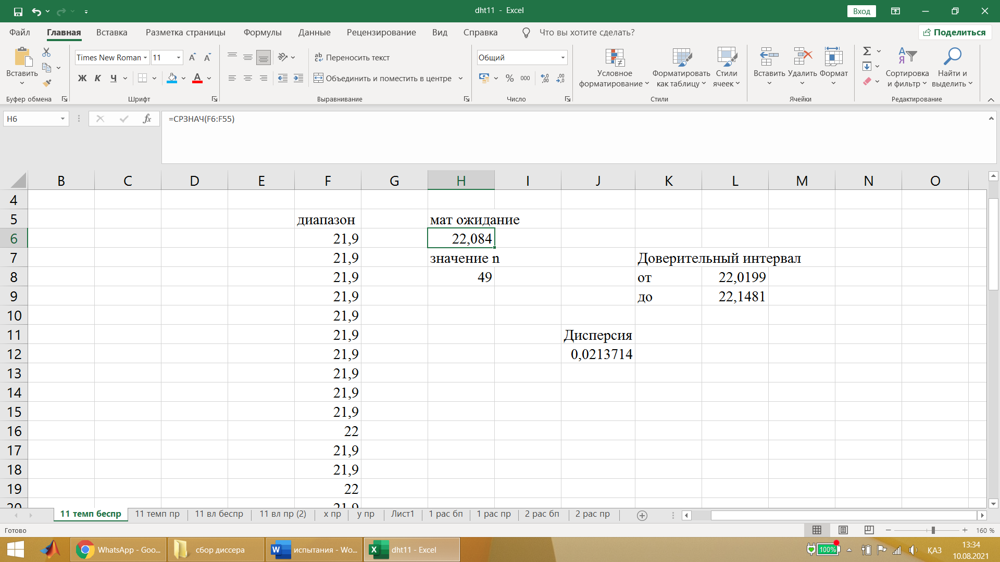 dht11 - Excel
Вход
Файл Главная Вставка Разметка страницы Формулы Данные Рецензирование Вид Справка Что вы хотите сделать? Поделиться
Вставить
Буфер обмена
Times New Roman 11
Ж К Ч А
Шрифт
Переносить текст
Объединить и поместить в центре
Выравнивание
Общий
% 000
Число
Условное форматирование
Форматировать как таблицу
Стили ячеек
Стили
Вставить Удалить Формат
Ячейки
Сортировка и фильтр
Найти и выделить
Редактирование
H6 fx =СРЗНАЧ(F6:F55)
B C D E F G H I J K L M N O
4
5 диапазон мат ожидание
6 21,9 22,084
7 21,9 значение n Доверительный интервал
8 21,9 49 от 22,0199
9 21,9 до 22,1481
10 21,9
11 21,9 Дисперсия
12 21,9 0,0213714
13 21,9
14 21,9
15 21,9
16 22
17 21,9
18 21,9
19 22
20 21,9
11 темп беспр 11 темп пр 11 вл беспр 11 вл пр (2) х пр у пр Лист1 1 рас бп 1 рас пр 2 рас бп 2 рас пр
Готово 160 %
WhatsApp - Goo... сбор диссера испытания - Wo... dht11 - Excel
100% ҚАЗ 13:34
10.08.2021